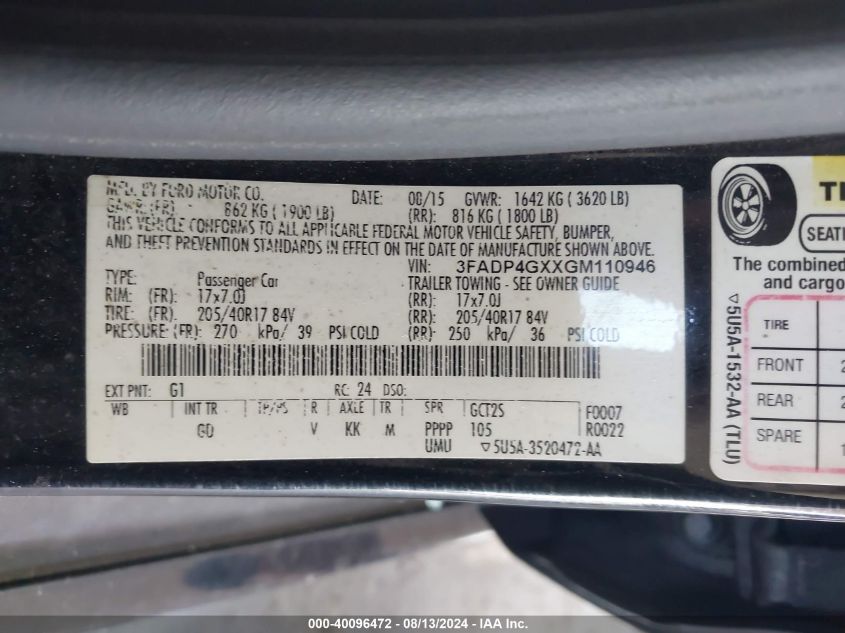 MFD. BY FORD MOTOR CO. DATE: 08/15 GVWR: 1642 KG ( 3620 LB)
GAWR: (FR): 862 KG ( 1900 LB) (RR): 816 KG ( 1800 LB)
THIS VEHICLE CONFORMS TO ALL APPLICABLE FEDERAL MOTOR VEHICLE SAFETY, BUMPER,
AND THEFT PREVENTION STANDARDS IN EFFECT ON THE DATE OF MANUFACTURE SHOWN ABOVE.
VIN: 3FADP4GXXGM110946
TYPE: Passenger Car TRAILER TOWING - SEE OWNER GUIDE
RIM: (FR): 17x7.0J (RR): 17x7.0J
TIRE: (FR): 205/40R17 84V (RR): 205/40R17 84V
PRESSURE: (FR): 270 kPa/ 39 PSI COLD (RR): 250 kPa/ 36 PSI COLD
EXT PNT: G1 RC: 24 DSO:
WB INT TR TP/PS R AXLE TR SPR GCT2S F0007
GD V KK M PPPP 105 R0022
UMU ▽5U5A-3520472-AA
SEATI
The combined
and cargo
TIRE
FRONT 2
REAR 2
SPARE 1
▽5U5A-1532-AA (TLU)
000-40096472 - 08/13/2024 - IAA Inc.